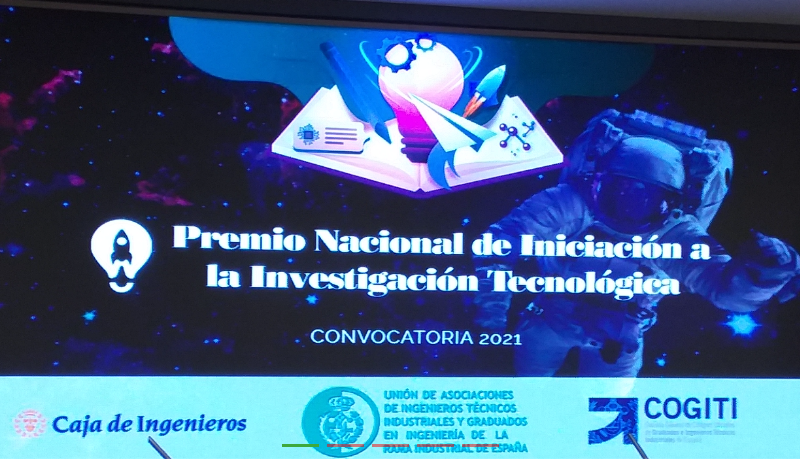 Premio Nacional de Iniciación a
la Investigación Tecnológica
CONVOCATORIA 2021
Caja de Ingenieros
UNIÓN DE ASOCIACIONES
DE INGENIEROS TÉCNICOS
INDUSTRIALES Y GRADUADOS
EN INGENIERÍA DE LA
RAMA INDUSTRIAL DE ESPAÑA
COGITI